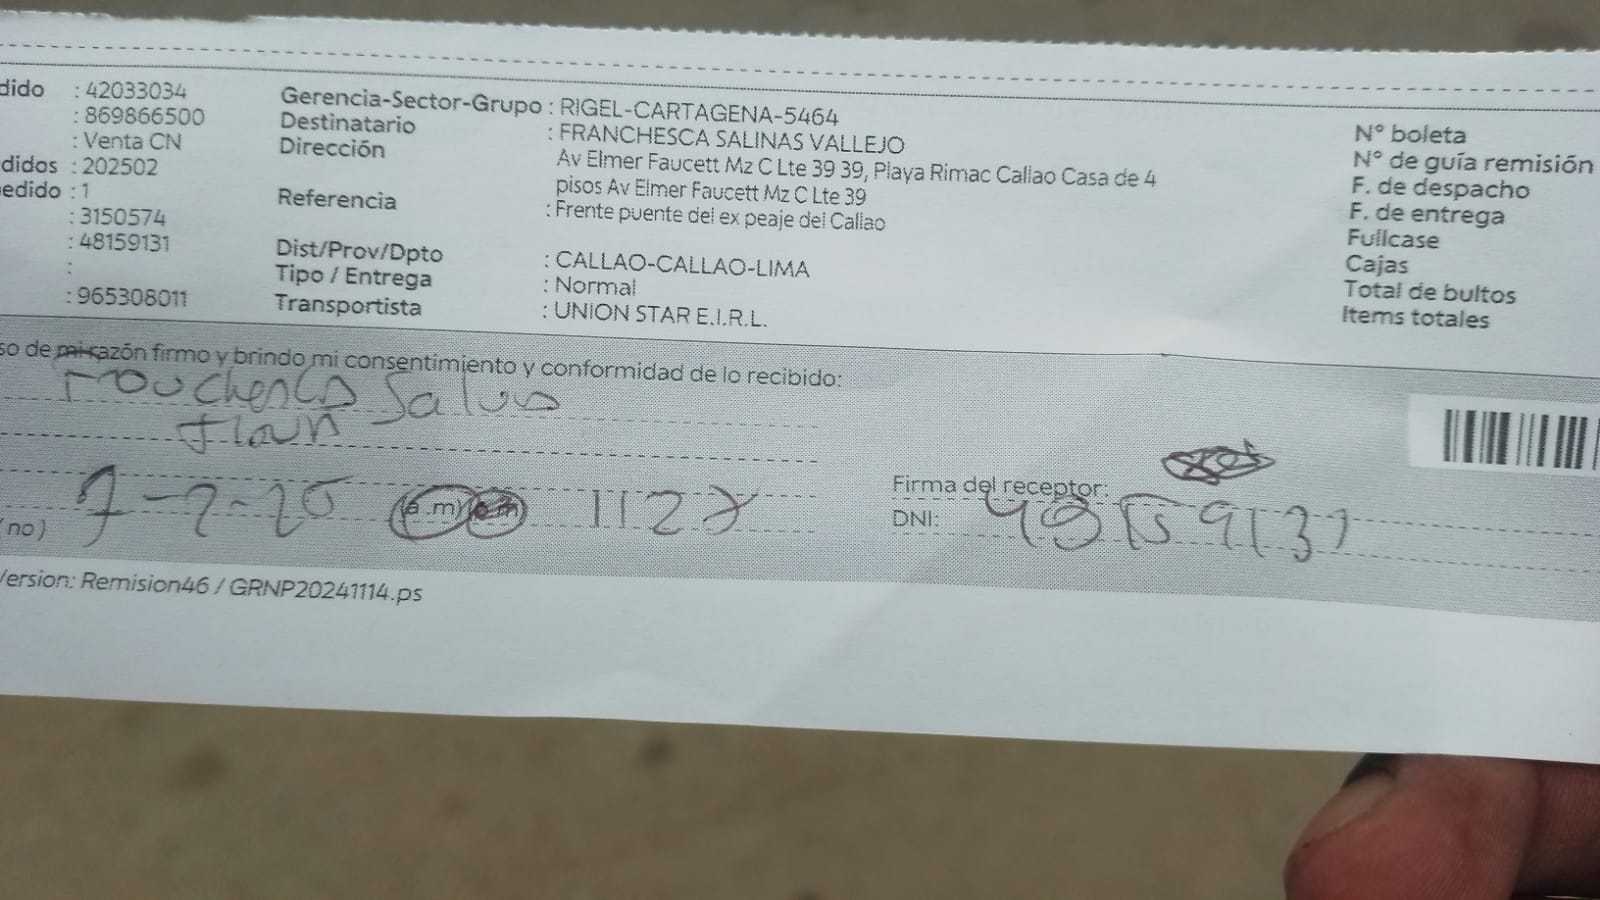 dido : 42033034
: 869866500
: Venta CN
didos : 202502
edido : 1
: 3150574
: 48159131
:
: 965308011
Gerencia-Sector-Grupo : RIGEL-CARTAGENA-5464
Destinatario : FRANCHESCA SALINAS VALLEJO
Dirección Av Elmer Faucett Mz C Lte 39 39, Playa Rimac Callao Casa de 4
pisos Av Elmer Faucett Mz C Lte 39
Referencia : Frente puente del ex peaje del Callao
Dist/Prov/Dpto : CALLAO-CALLAO-LIMA
Tipo / Entrega : Normal
Transportista : UNION STAR E.I.R.L.
N° boleta
N° de guía remisión
F. de despacho
F. de entrega
Fullcase
Cajas
Total de bultos
Items totales
so de mi razón firmo y brindo mi consentimiento y conformidad de lo recibido:
(a.m)
1127
no)
Firma del receptor:
DNI: 48159131
Version: Remision46 / GRNP20241114.ps